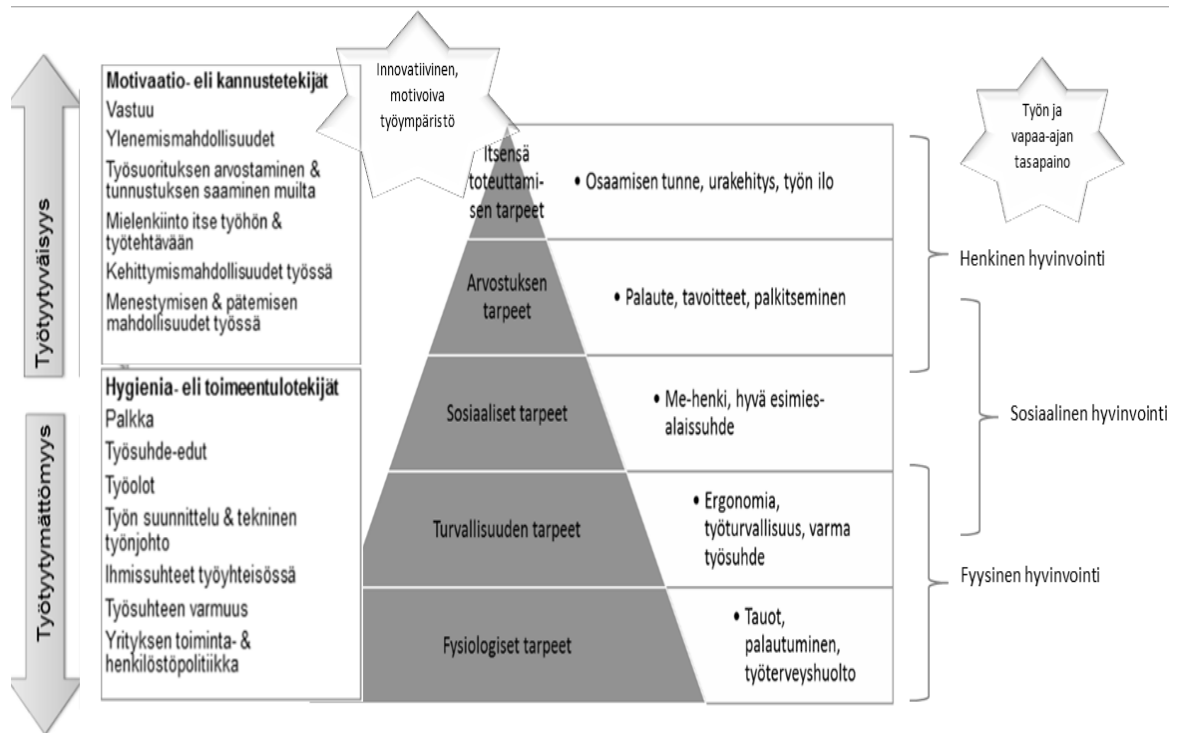 Työtyytyväisyys
Motivaatio- eli kannustetekijät
Vastuu
Ylenemismahdollisuudet
Työsuorituksen arvostaminen &
tunnustuksen saaminen muilta
Mielenkiinto itse työhön &
työtehtävään
Kehittymismahdollisuudet työssä
Menestymisen & pätemisen
mahdollisuudet työssä
Työtyytymättömyys
Hygienia- eli toimeentulotekijät
Palkka
Työsuhde-edut
Työolot
Työn suunnittelu & tekninen
työnjohto
Ihmissuhteet työyhteisössä
Työsuhteen varmuus
Yrityksen toiminta- &
henkilöstöpolitiikka
Innovatiivinen,
motivoiva
työympäristö
Itsensä
toteuttami-
sen tarpeet
• Osaamisen tunne, urakehitys, työn ilo
Arvostuksen
tarpeet
• Palaute, tavoitteet, palkitseminen
Sosiaaliset tarpeet
• Me-henki, hyvä esimies-
alaissuhde
Turvallisuuden tarpeet
• Ergonomia,
työturvallisuus, varma
työsuhde
Fysiologiset tarpeet
• Tauot,
palautuminen,
työterveyshuolto
Työn ja
vapaa-ajan
tasapaino
Henkinen hyvinvointi
Sosiaalinen hyvinvointi
Fyysinen hyvinvointi